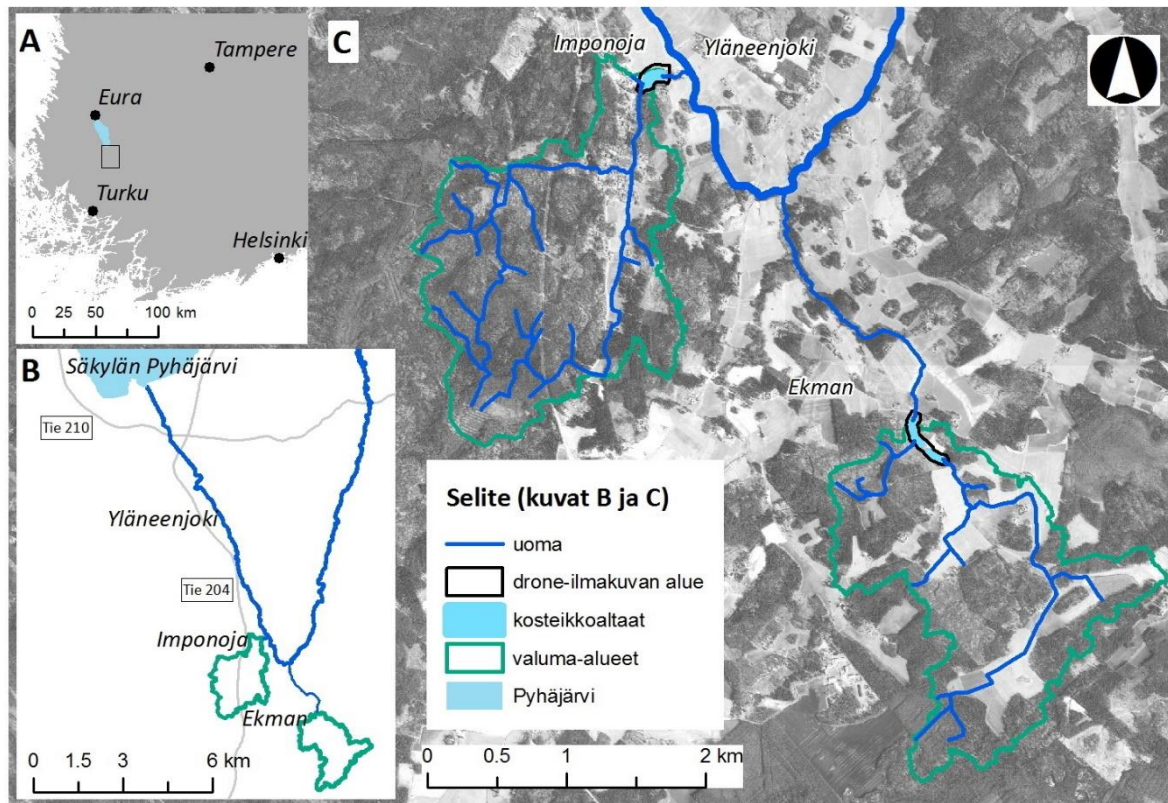 A
Tampere
Eura
Turku
Helsinki
0 25 50 100 km
B
Säkylän Pyhäjärvi
Tie 210
Yläneenjoki
Tie 204
Imponoja
Ekman
0 3 6 km
C
Imponoja
Yläneenjoki
Ekman
Selite (kuvat B ja C)
uoma
drone-ilmakuvan alue
kosteikkoaltaat
valuma-alueet
Pyhäjärvi
0 0,5 1 2 km